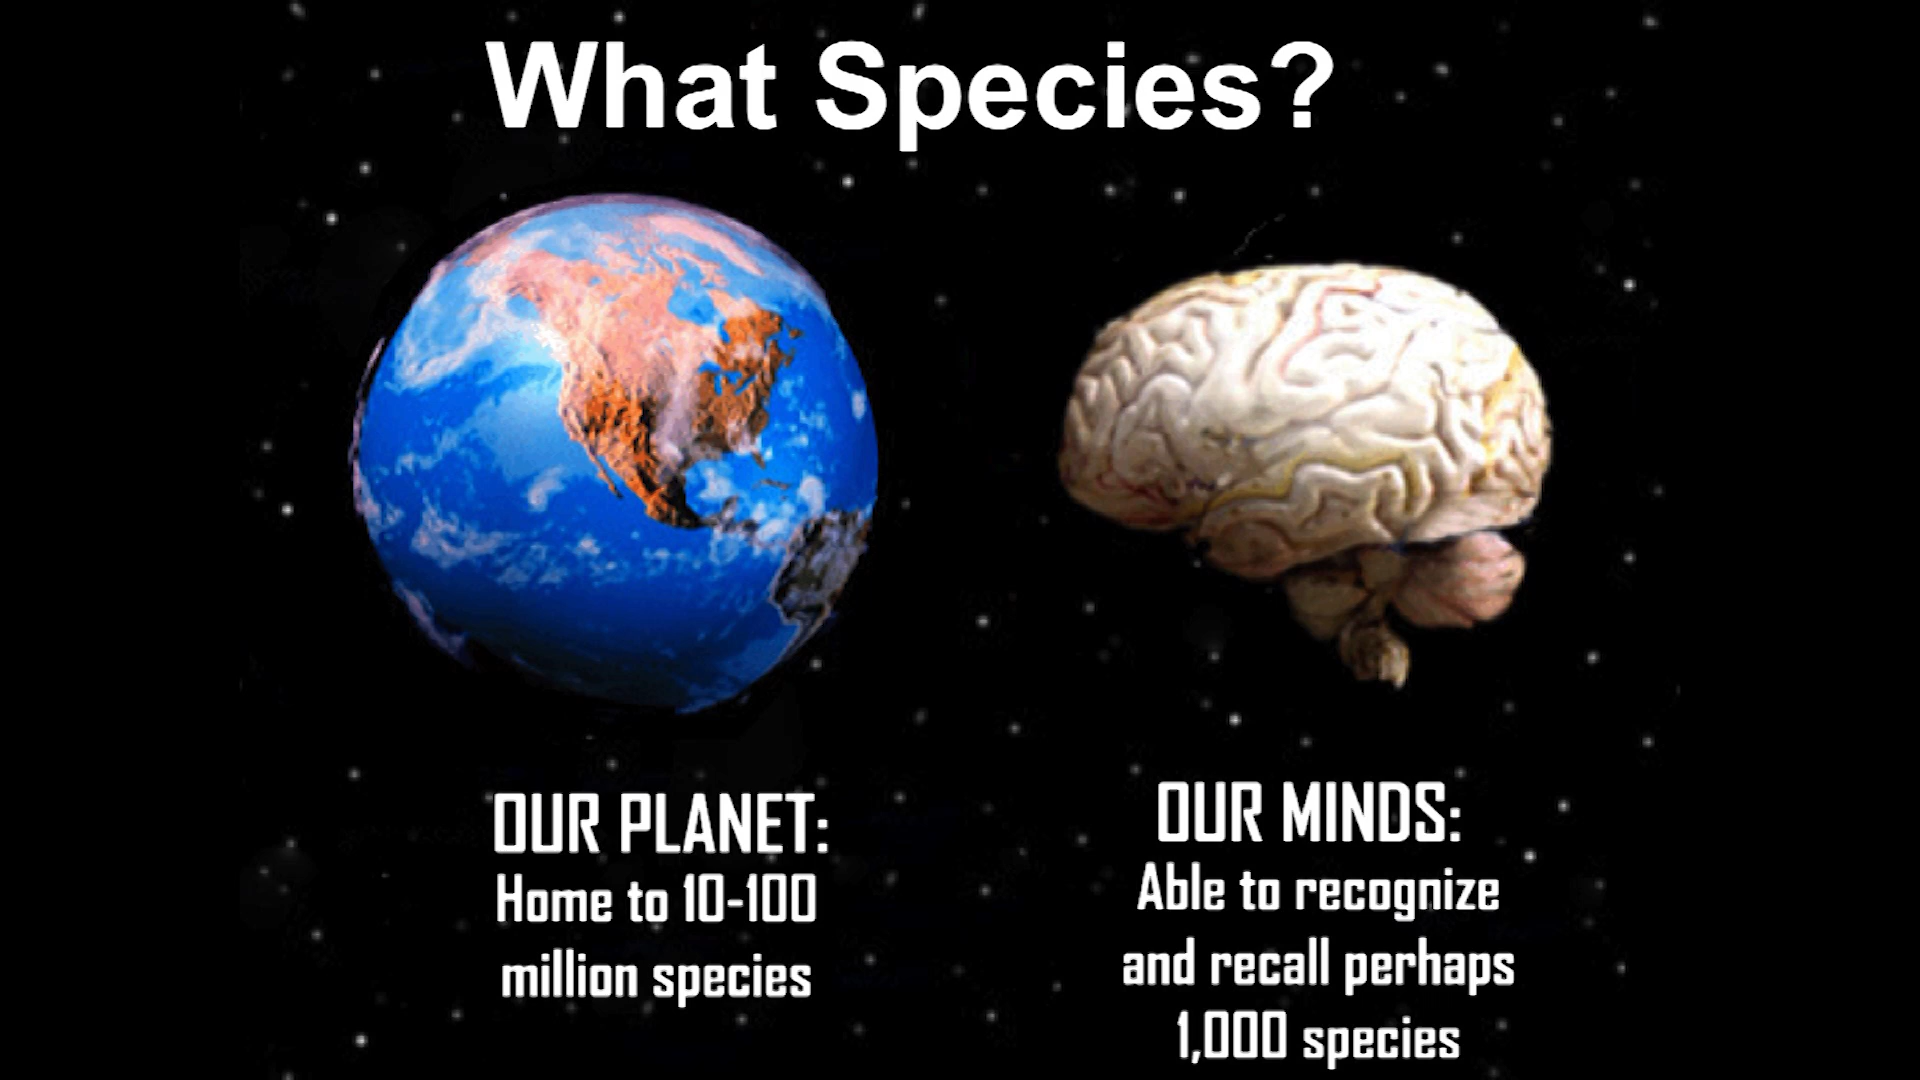 What Species?
OUR PLANET:
Home to 10-100
million species
OUR MINDS:
Able to recognize
and recall perhaps
1,000 species